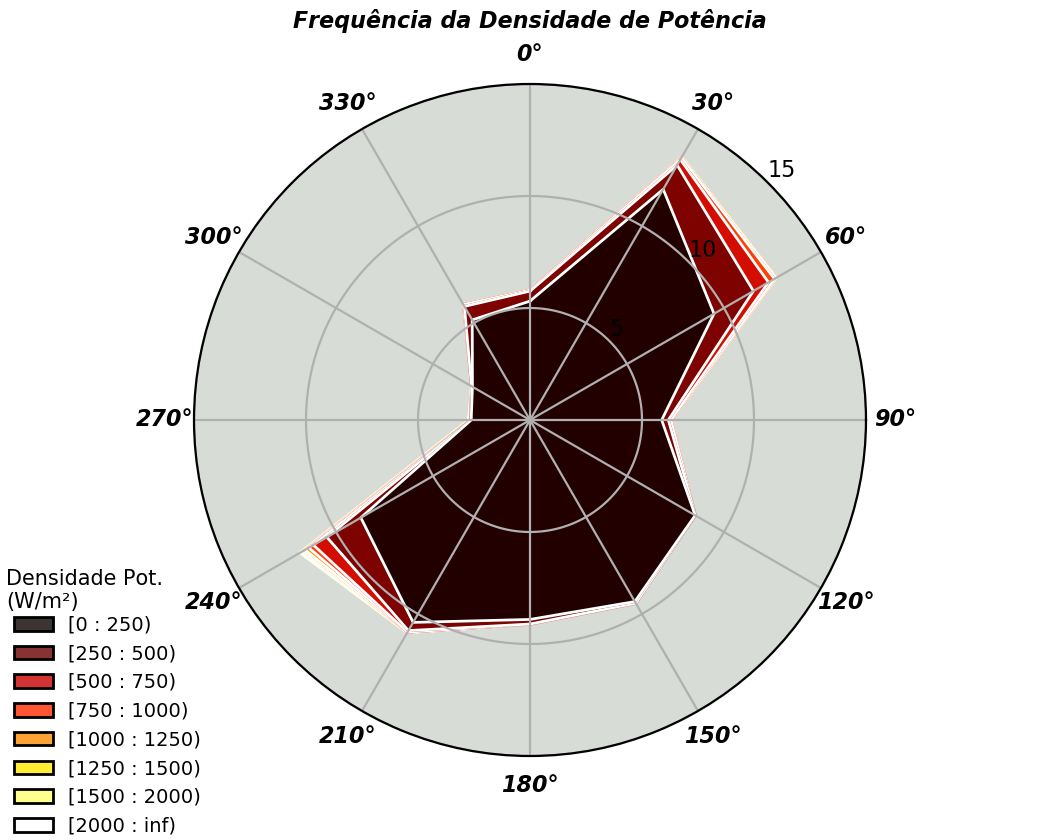 Frequência da Densidade de Potência
0°
330°
30°
15
300°
60°
10
5
270°
90°
Densidade Pot.
(W/m²)
240°
120°
[0 : 250)
[250 : 500)
[500 : 750)
[750 : 1000)
[1000 : 1250)
[1250 : 1500)
[1500 : 2000)
[2000 : inf)
210°
150°
180°